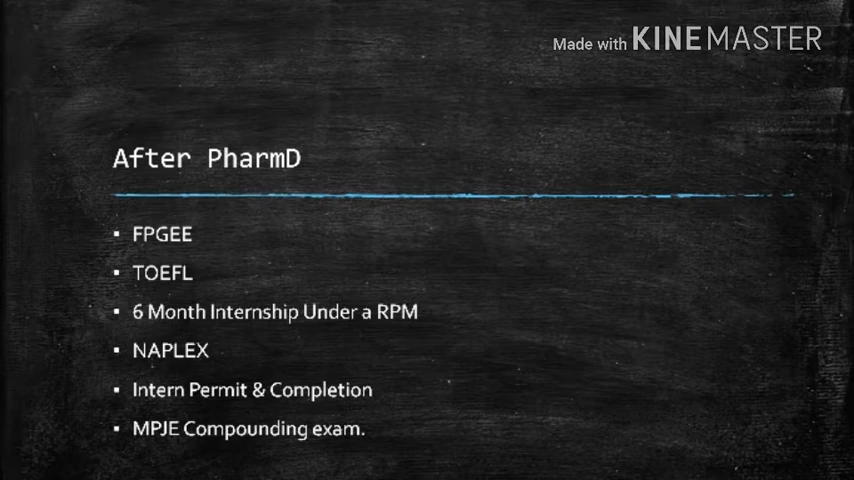 Made with KINEMASTER
After PharmD
▪ FPGEE
▪ TOEFL
▪ 6 Month Internship Under a RPM
▪ NAPLEX
▪ Intern Permit & Completion
▪ MPJE Compounding exam.